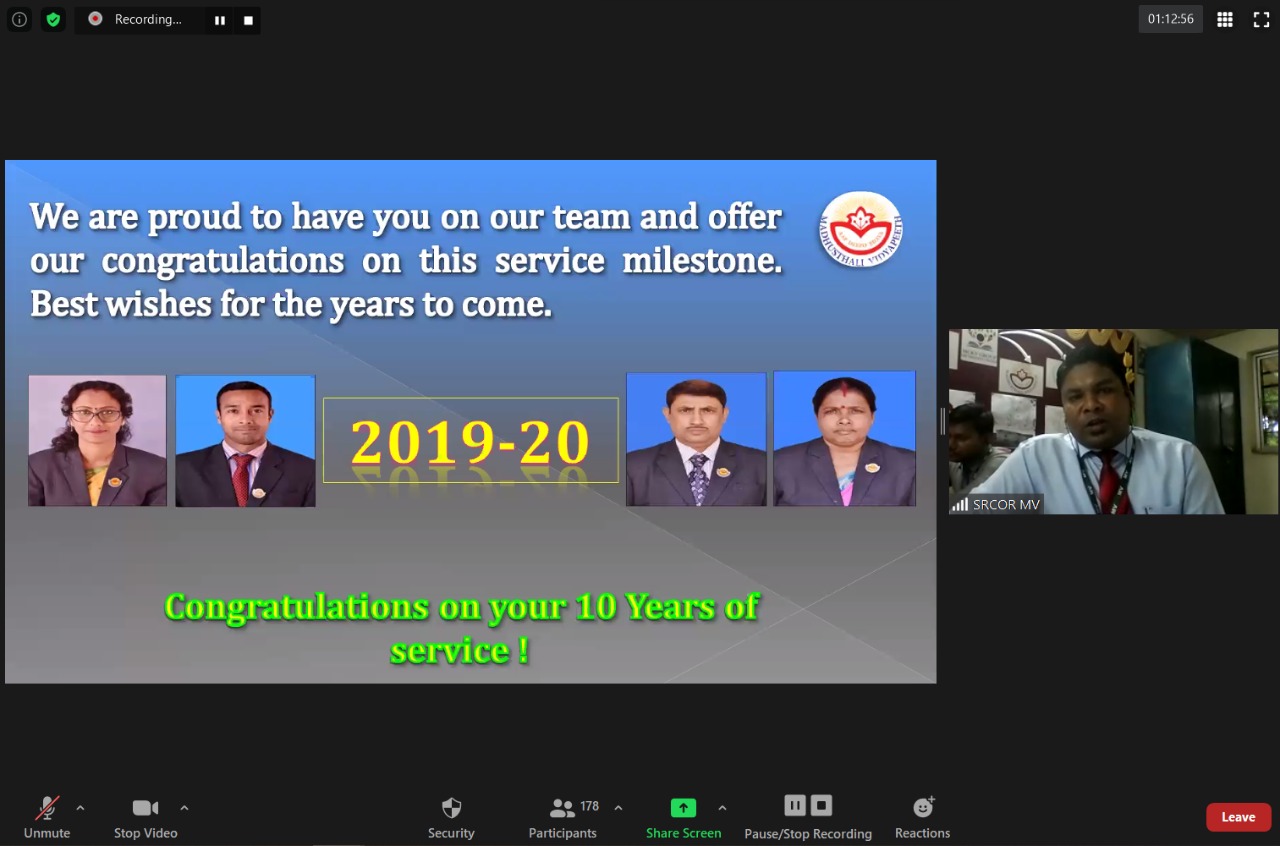 Recording...
01:12:56
We are proud to have you on our team and offer
our congratulations on this service milestone.
Best wishes for the years to come.
MADHUSTHALI VIDYAPEETH
2019-20
Congratulations on your 10 Years of
service !
SRCOR MV
178
Unmute
Stop Video
Security
Participants
Share Screen
Pause/Stop Recording
Reactions
Leave